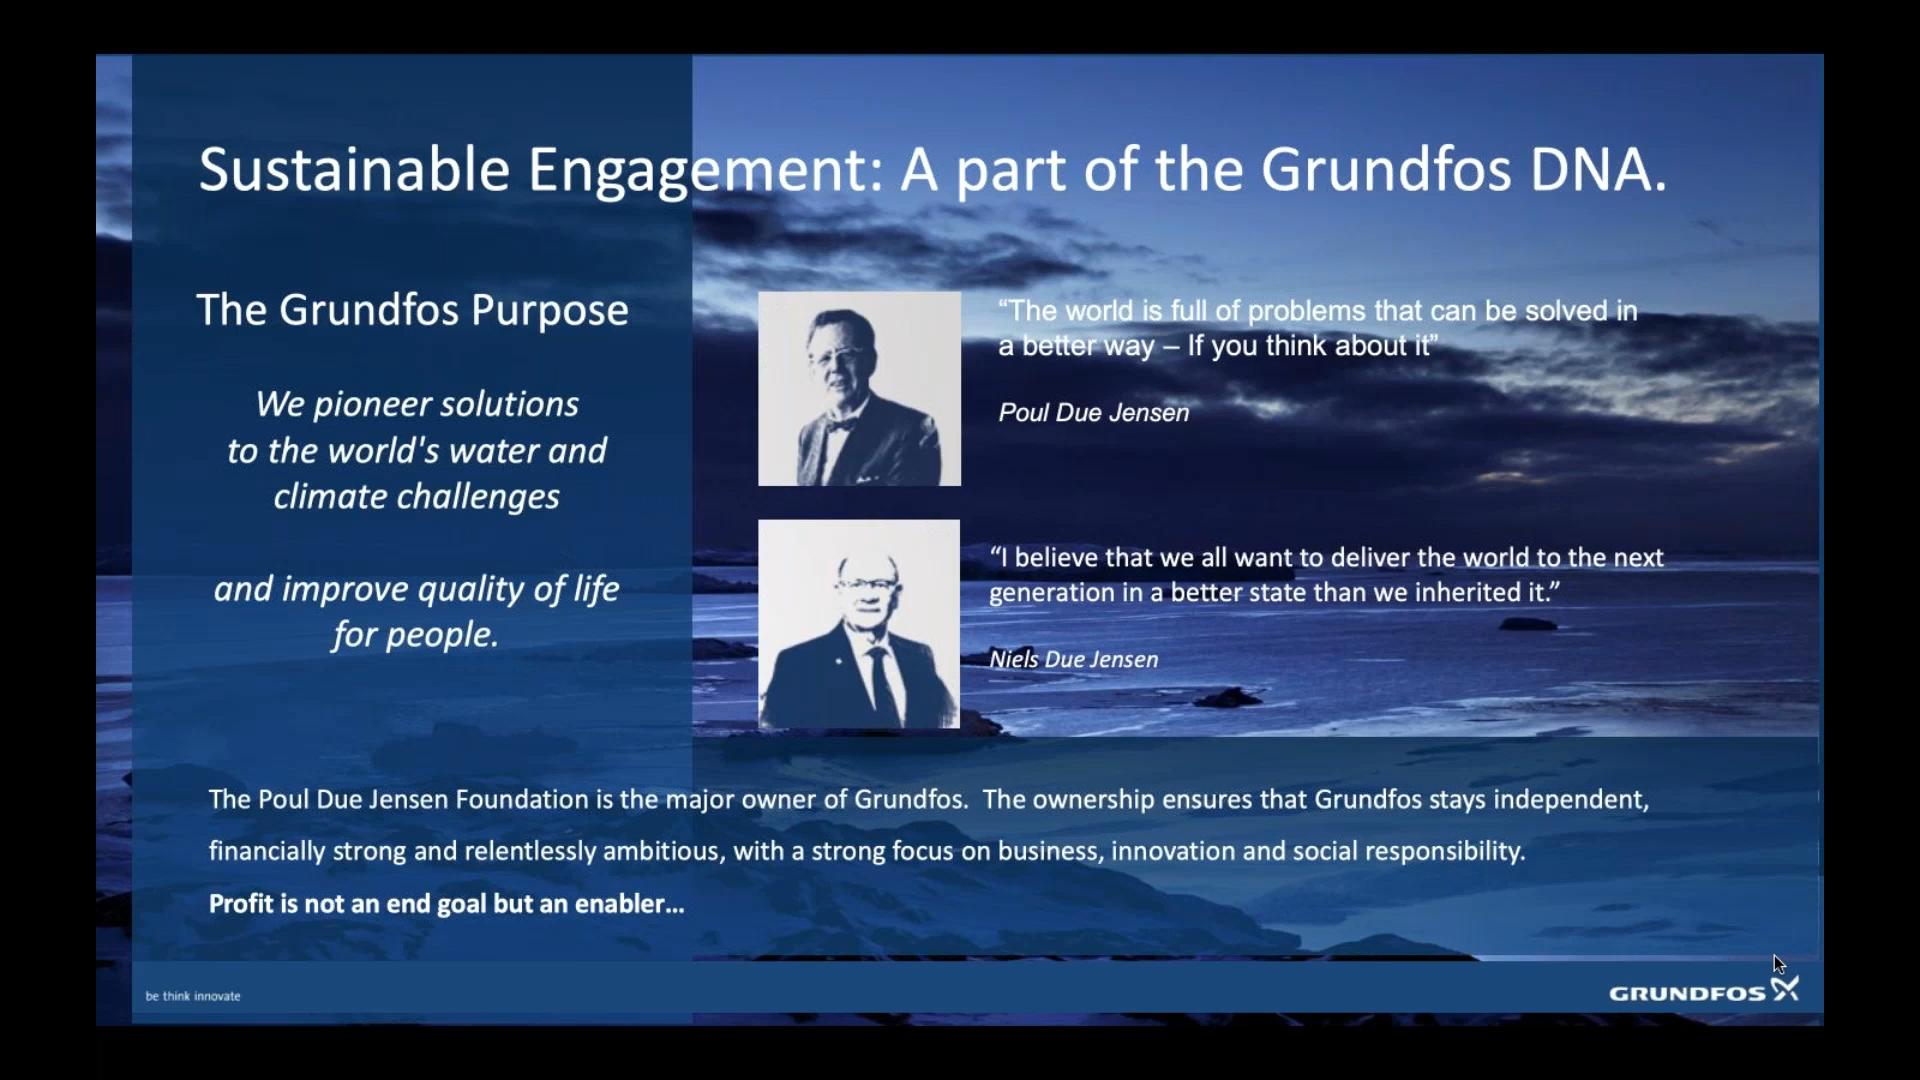 Sustainable Engagement: A part of the Grundfos DNA.
The Grundfos Purpose
We pioneer solutions
to the world's water and
climate challenges
and improve quality of life
for people.
“The world is full of problems that can be solved in
a better way – If you think about it”
Poul Due Jensen
“I believe that we all want to deliver the world to the next
generation in a better state than we inherited it.”
Niels Due Jensen
The Poul Due Jensen Foundation is the major owner of Grundfos. The ownership ensures that Grundfos stays independent,
financially strong and relentlessly ambitious, with a strong focus on business, innovation and social responsibility.
Profit is not an end goal but an enabler...
be think innovate
GRUNDFOS